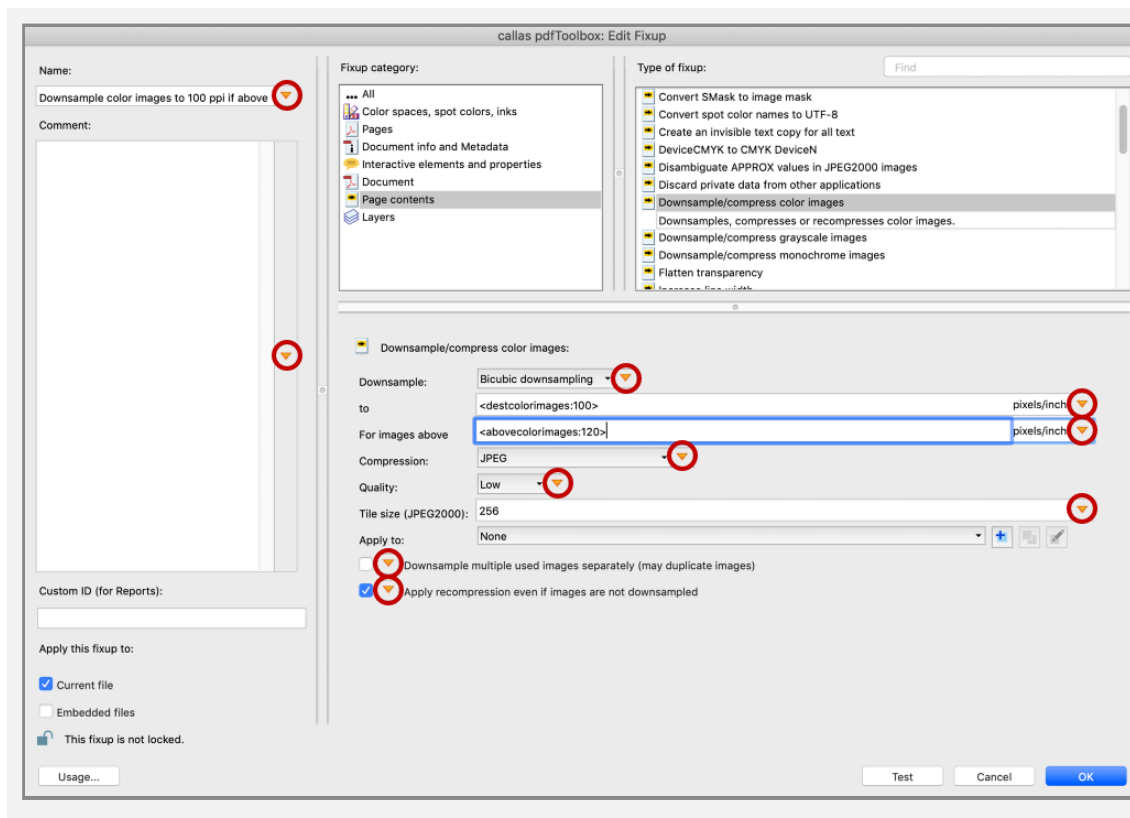 callas pdfToolbox: Edit Fixup
Name:
Downsample color images to 100 ppi if above
Comment:
Custom ID (for Reports):
Apply this fixup to:
Current file
Embedded files
This fixup is not locked.
Usage...
Fixup category:
... All
Color spaces, spot colors, inks
Pages
Document info and Metadata
Interactive elements and properties
Document
Page contents
Layers
Type of fixup:
Find
Convert SMask to image mask
Convert spot color names to UTF-8
Create an invisible text copy for all text
DeviceCMYK to CMYK DeviceN
Disambiguate APPROX values in JPEG2000 images
Discard private data from other applications
Downsample/compress color images
Downsamples, compresses or recompresses color images.
Downsample/compress grayscale images
Downsample/compress monochrome images
Flatten transparency
Downsample/compress color images:
Downsample: Bicubic downsampling
to <destcolorimages:100> pixels/inch
For images above <abovecolorimages:120> pixels/inch
Compression: JPEG
Quality: Low
Tile size (JPEG2000): 256
Apply to: None
Downsample multiple used images separately (may duplicate images)
Apply recompression even if images are not downsampled
Test Cancel OK